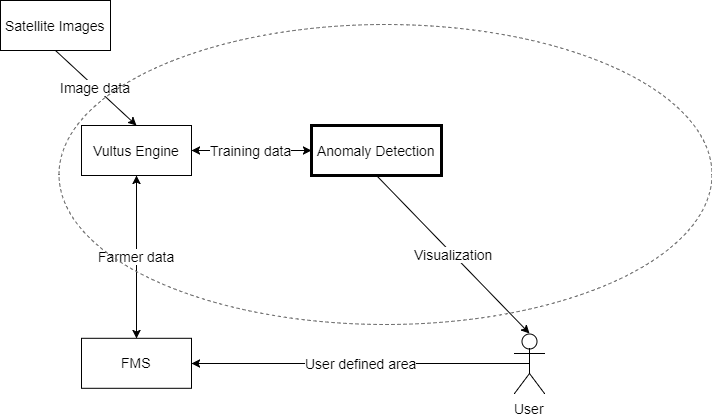 Satellite Images
Image data
Vultus Engine
Training data
Anomaly Detection
Farmer data
Visualization
FMS
User defined area
User